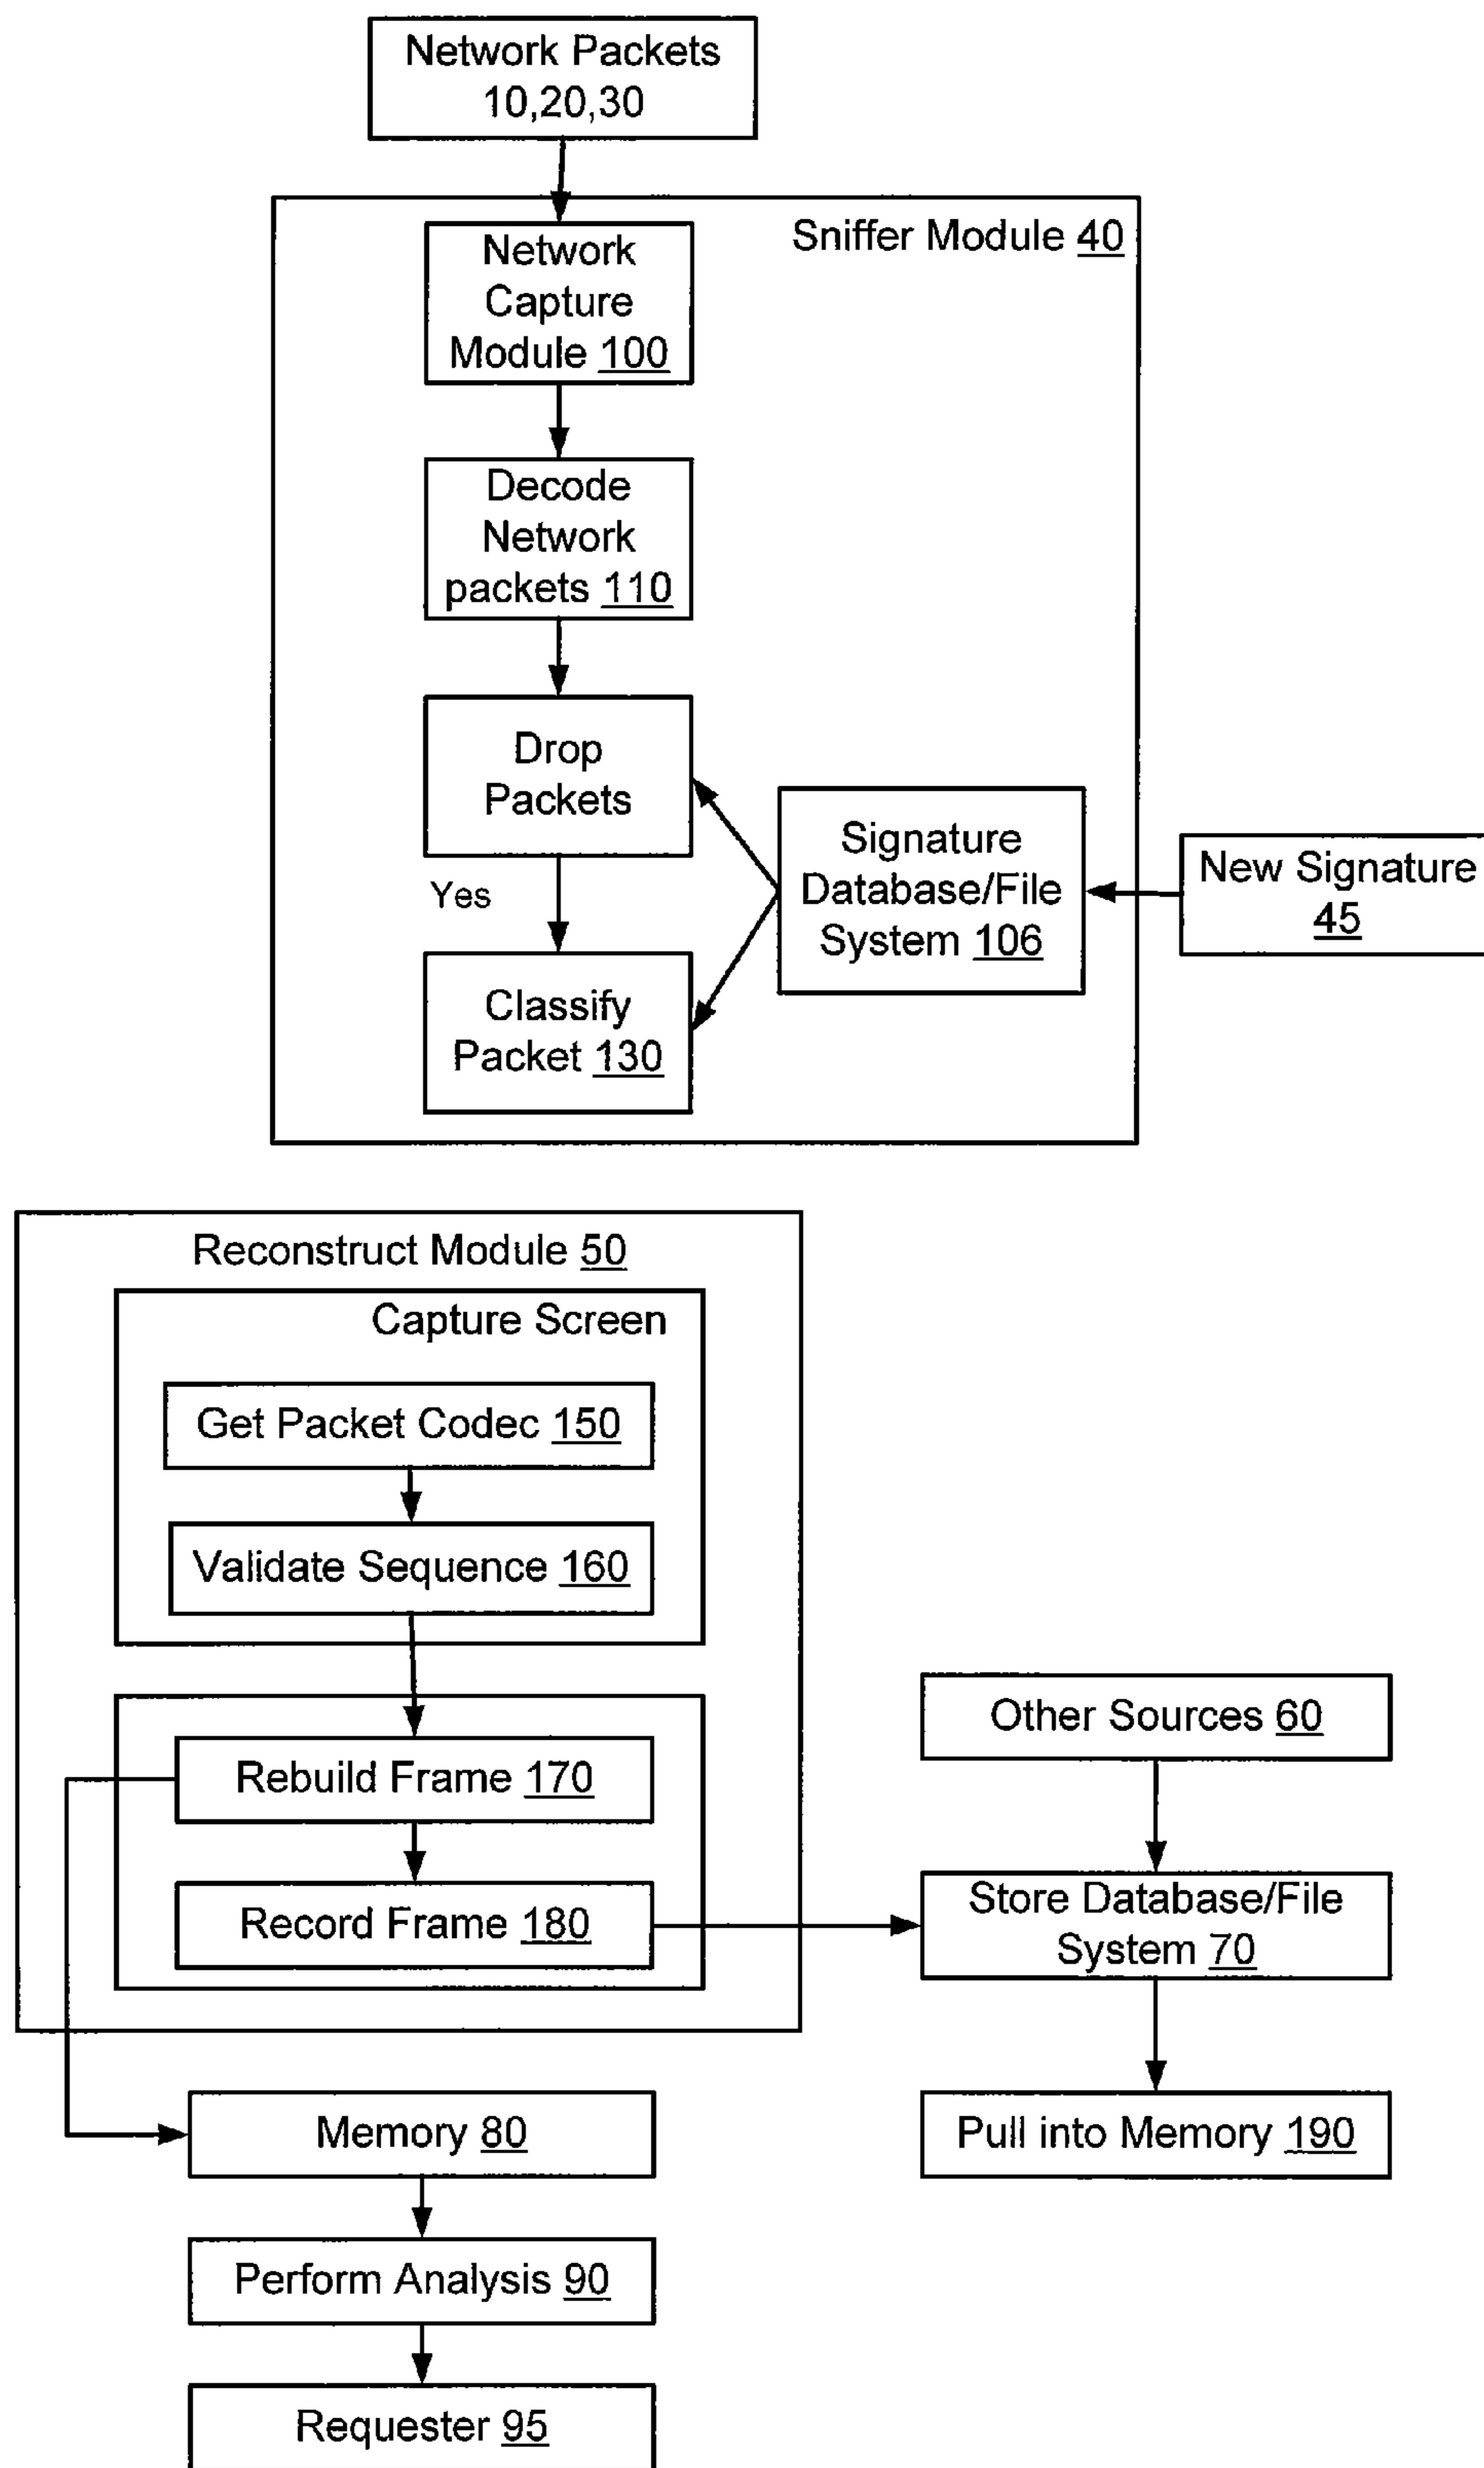 Network Packets
10,20,30
Sniffer Module 40
Network
Capture
Module 100
Decode
Network
packets 110
Drop
Packets
Yes
Signature
Database/File
System 106
New Signature
45
Classify
Packet 130
Reconstruct Module 50
Capture Screen
Get Packet Codec 150
Validate Sequence 160
Rebuild Frame 170
Record Frame 180
Other Sources 60
Store Database/File
System 70
Pull into Memory 190
Memory 80
Perform Analysis 90
Requester 95